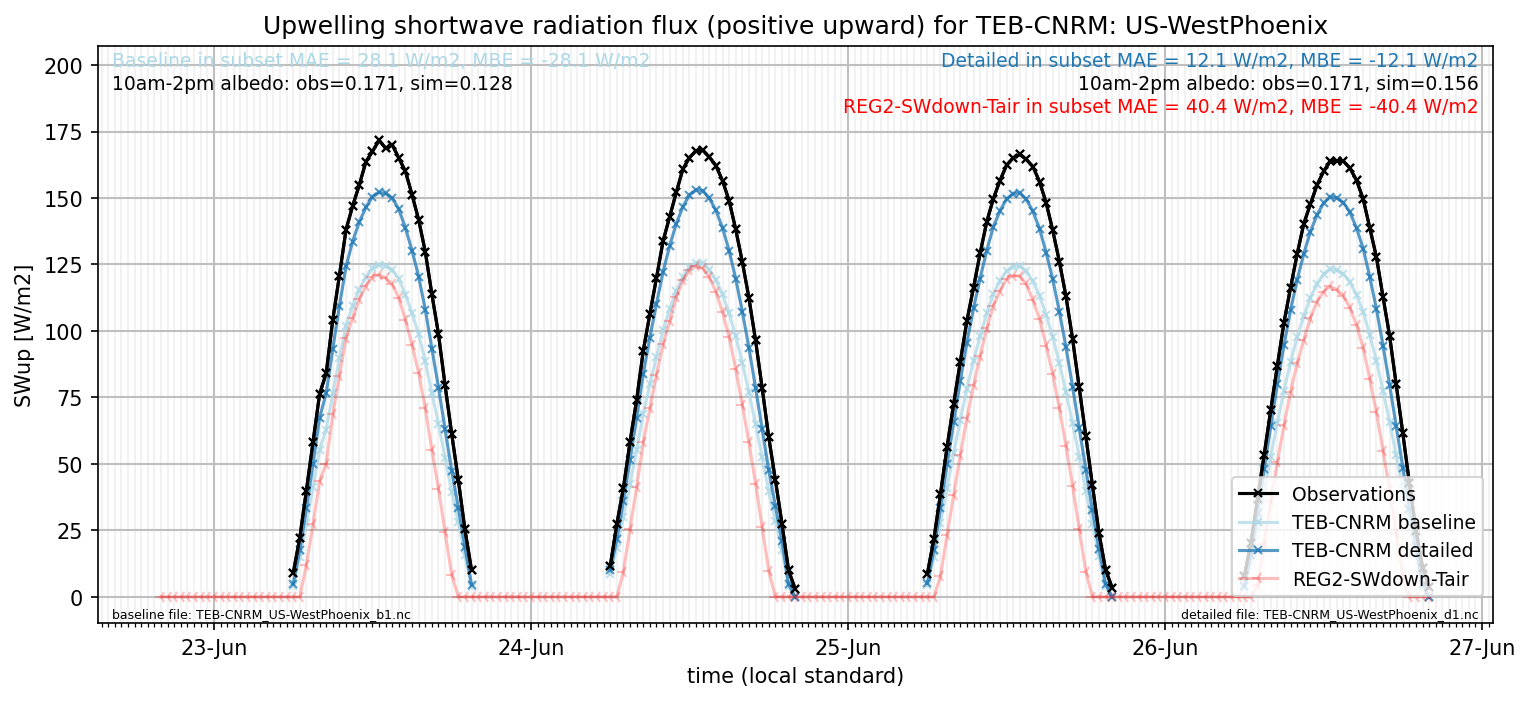 Upwelling shortwave radiation flux (positive upward) for TEB-CNRM: US-WestPhoenix
Baseline in subset MAE = 28.1 W/m2, MBE = -28.1 W/m2
10am-2pm albedo: obs=0.171, sim=0.128
Detailed in subset MAE = 12.1 W/m2, MBE = -12.1 W/m2
10am-2pm albedo: obs=0.171, sim=0.156
REG2-SWdown-Tair in subset MAE = 40.4 W/m2, MBE = -40.4 W/m2
SWup [W/m2]
200
175
150
125
100
75
50
25
0
Observations
TEB-CNRM baseline
TEB-CNRM detailed
REG2-SWdown-Tair
baseline file: TEB-CNRM_US-WestPhoenix_b1.nc
detailed file: TEB-CNRM_US-WestPhoenix_d1.nc
23-Jun
24-Jun
25-Jun
26-Jun
27-Jun
time (local standard)